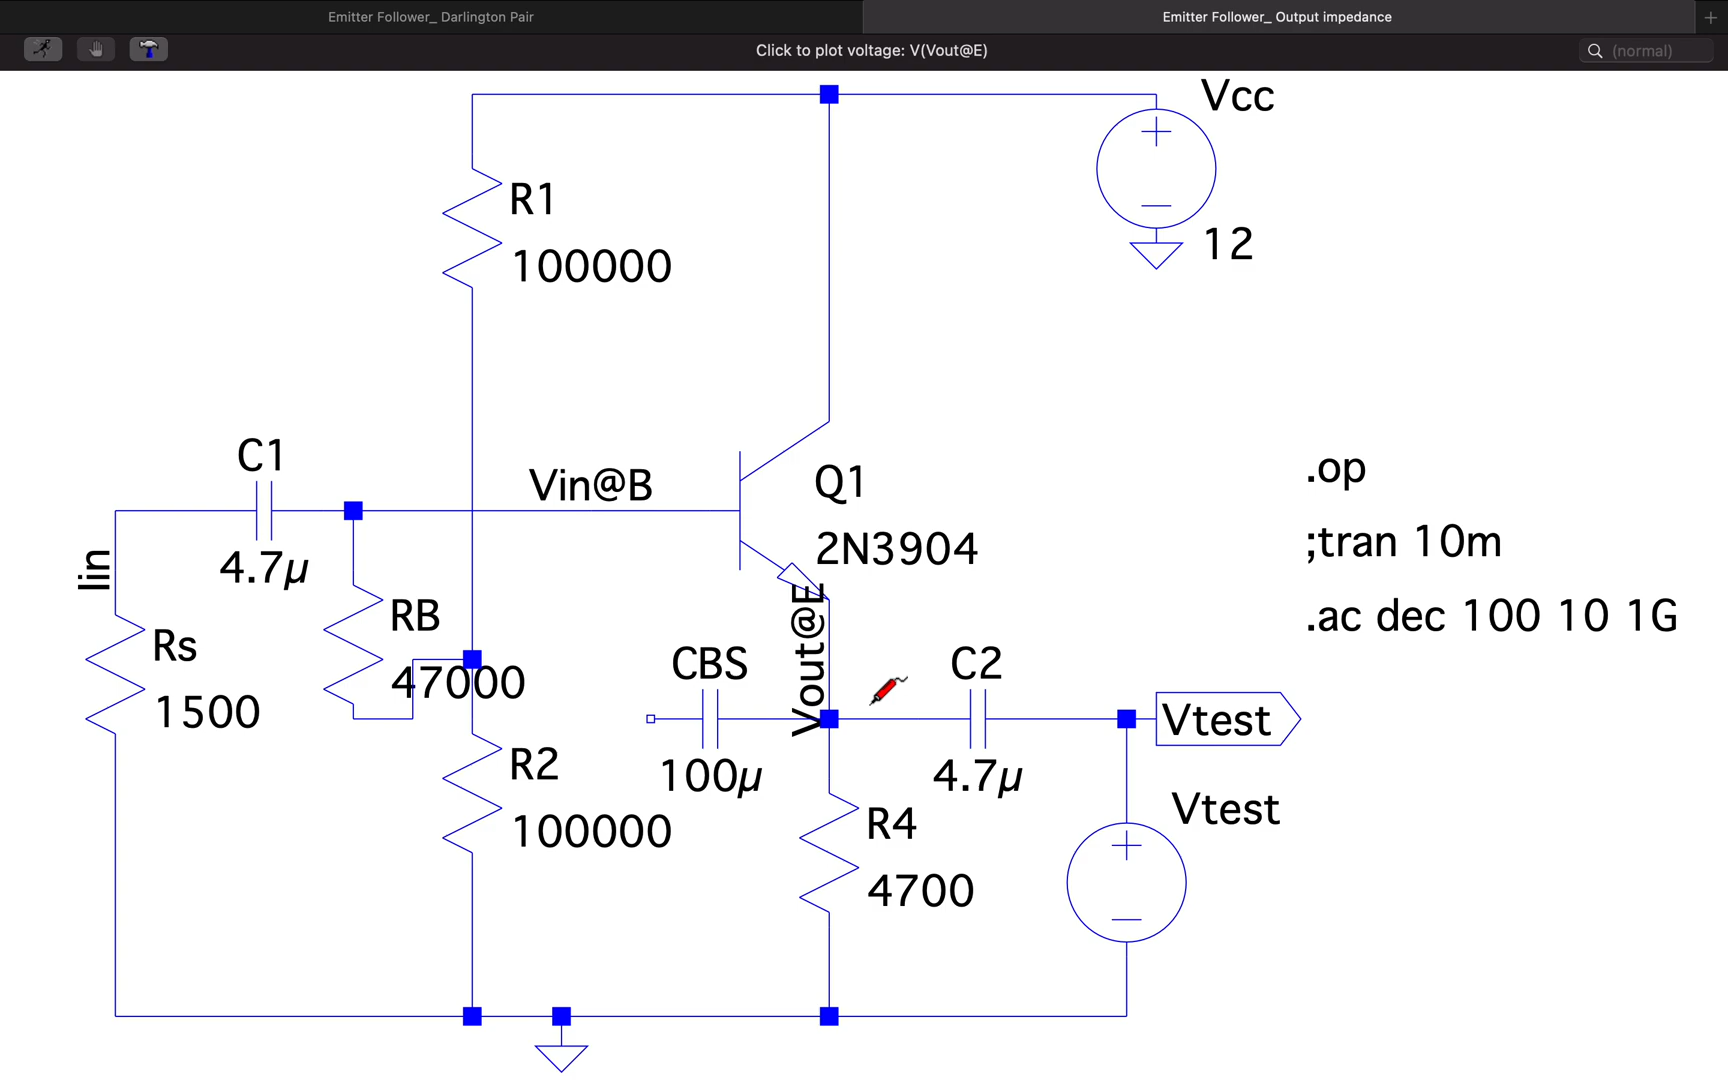 Emitter Follower_ Darlington Pair
Emitter Follower_ Output impedance
Click to plot voltage: V(Vout@E)
(normal)
Vcc
12
R1
100000
C1
4.7µ
Vin@B
Q1
2N3904
Iin
Rs
1500
RB
47000
CBS
100µ
Vout@E
C2
4.7µ
Vtest
Vtest
R2
100000
R4
4700
.op
;tran 10m
.ac dec 100 10 1G